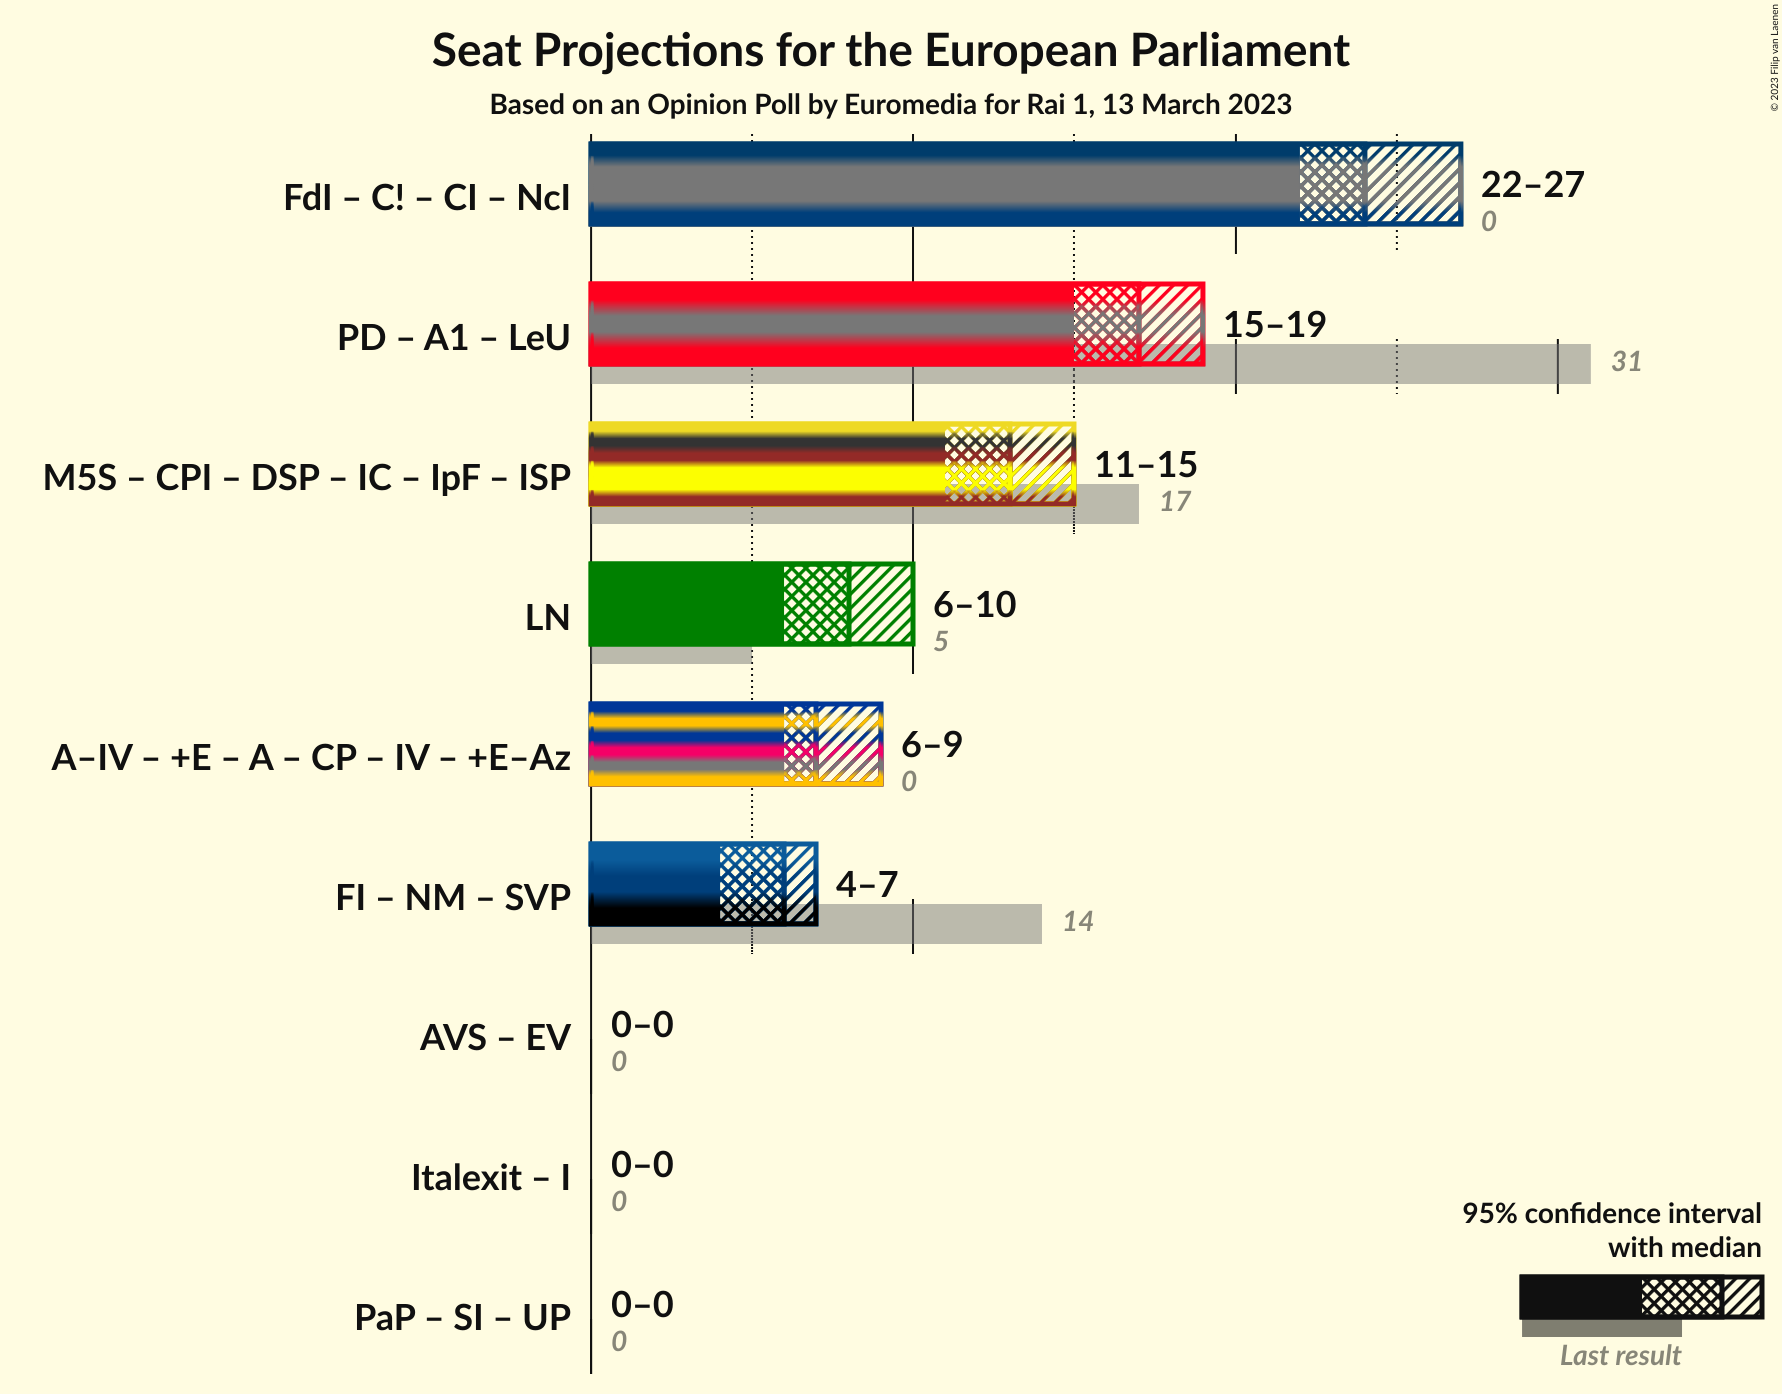 Seat Projections for the European Parliament
Based on an Opinion Poll by Euromedia for Rai 1, 13 March 2023
© 2023 Filip van Laenen
FdI – C! – CI – NcI
22–27
0
PD – A1 – LeU
15–19
31
M5S – CPI – DSP – IC – IpF – ISP
11–15
17
LN
6–10
5
A–IV – +E – A – CP – IV – +E–Az
6–9
0
FI – NM – SVP
4–7
14
AVS – EV
0–0
0
Italexit – I
0–0
0
PaP – SI – UP
0–0
0
95% confidence interval
with median
Last result